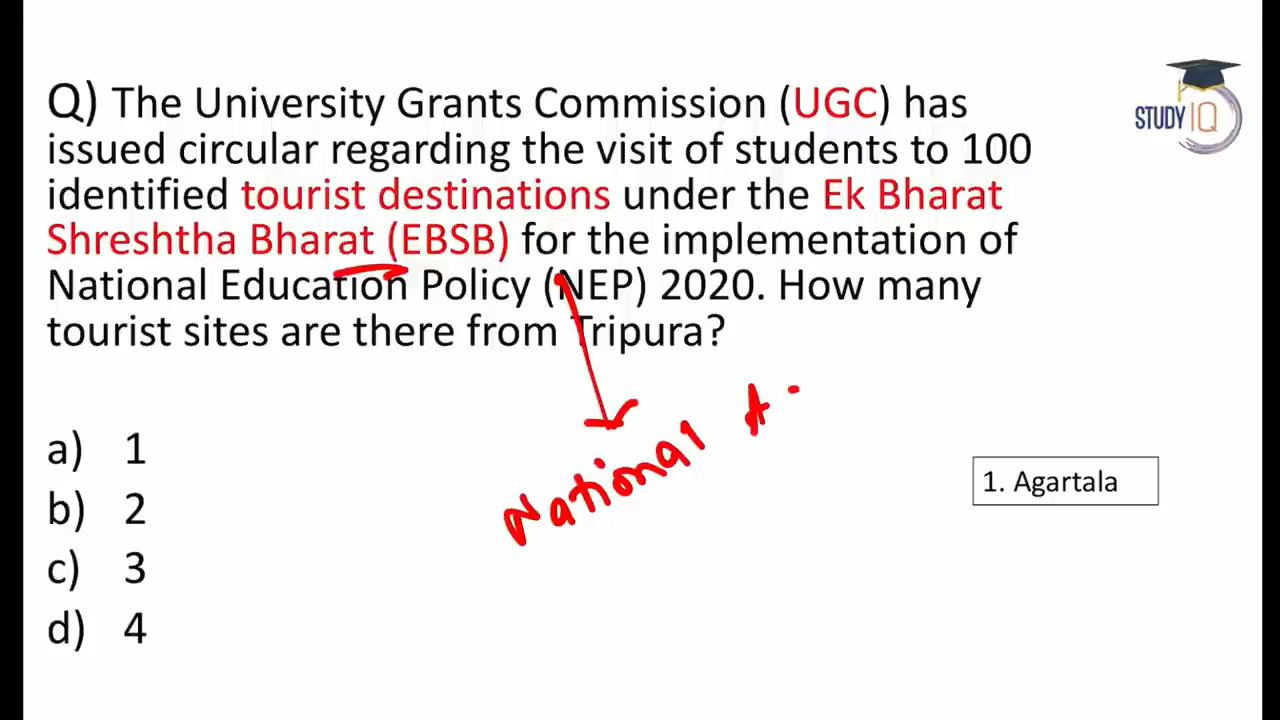 Q) The University Grants Commission (UGC) has
issued circular regarding the visit of students to 100
identified tourist destinations under the Ek Bharat
Shreshtha Bharat (EBSB) for the implementation of
National Education Policy (NEP) 2020. How many
tourist sites are there from Tripura?
a) 1
b) 2
c) 3
d) 4
National A
1. Agartala
STUDY IQ